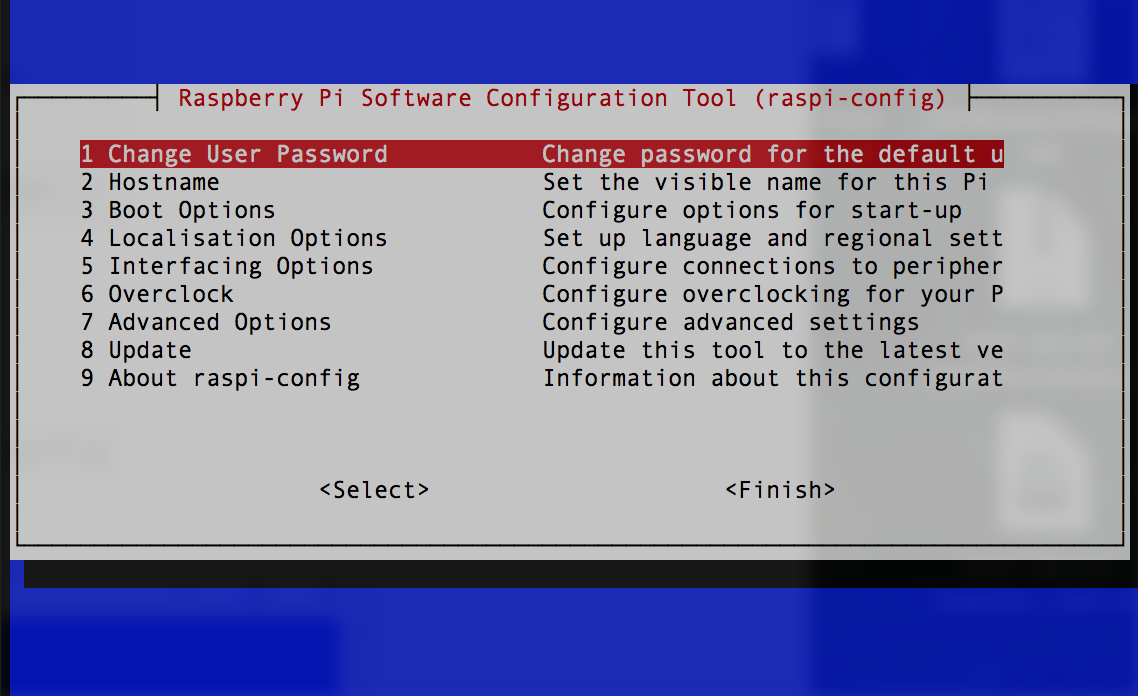 Raspberry Pi Software Configuration Tool (raspi-config)
1 Change User Password Change password for the default u
2 Hostname Set the visible name for this Pi
3 Boot Options Configure options for start-up
4 Localisation Options Set up language and regional sett
5 Interfacing Options Configure connections to peripher
6 Overclock Configure overclocking for your P
7 Advanced Options Configure advanced settings
8 Update Update this tool to the latest ve
9 About raspi-config Information about this configurat
<Select> <Finish>